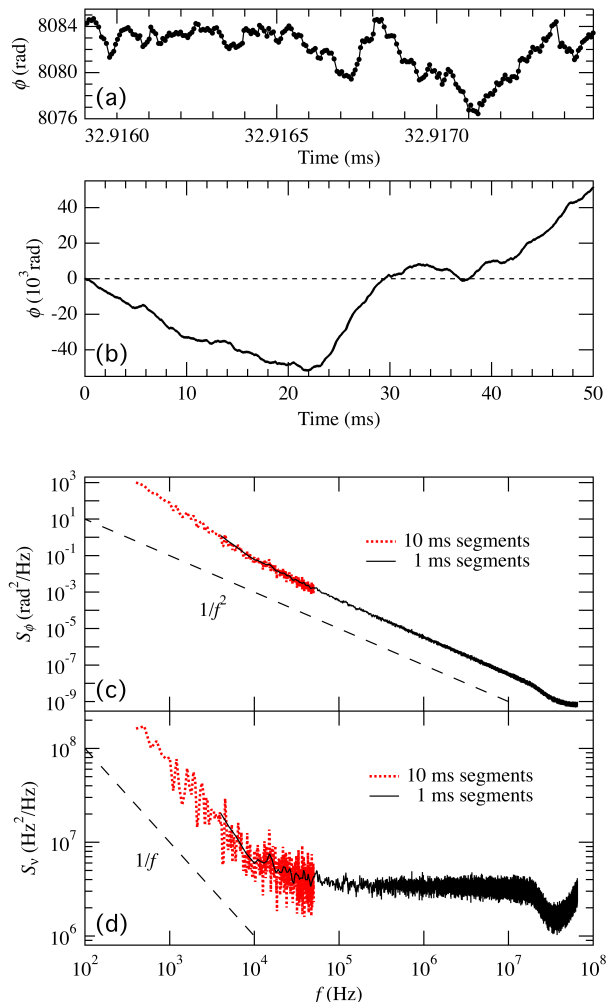 8084
8080
8076
ϕ (rad)
(a)
32.9160
32.9165
32.9170
Time (ms)
40
20
0
-20
-40
ϕ (10³rad)
(b)
0
10
20
30
40
50
Time (ms)
10³
10¹
10⁻¹
10⁻³
10⁻⁵
10⁻⁷
10⁻⁹
S_ϕ (rad²/Hz)
10 ms segments
1 ms segments
1/f²
(c)
10⁸
10⁷
10⁶
S_ν (Hz²/Hz)
10 ms segments
1 ms segments
1/f
(d)
10²
10³
10⁴
10⁵
10⁶
10⁷
10⁸
f (Hz)